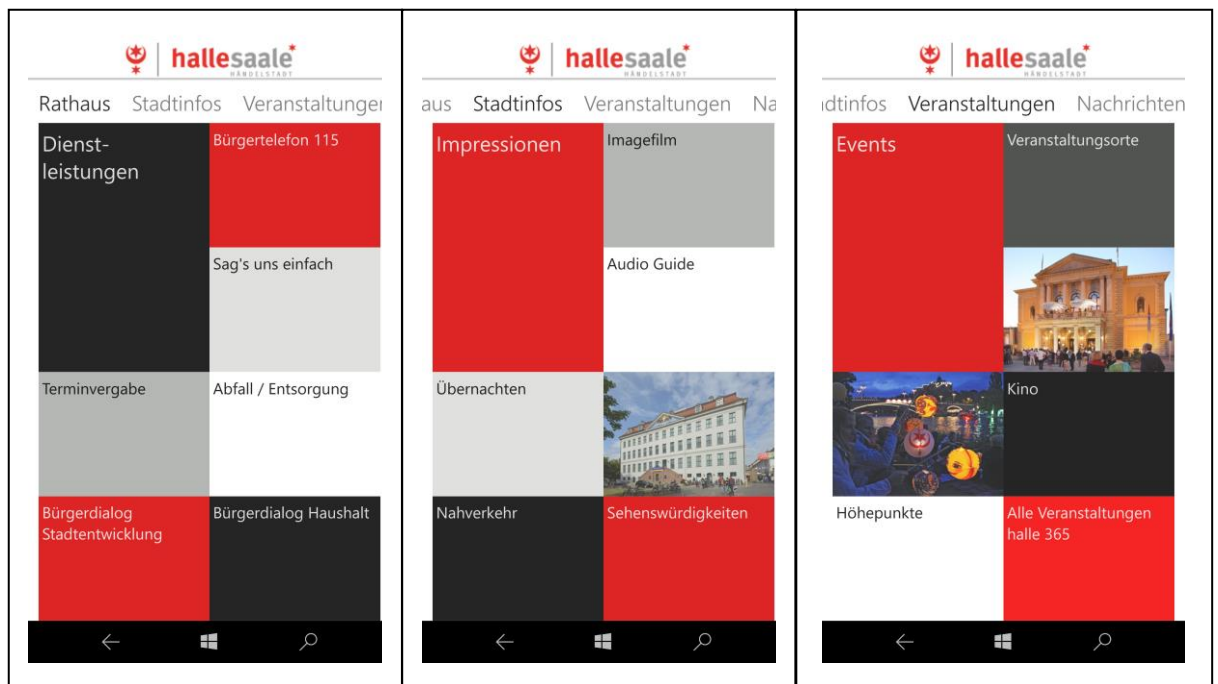 hallesaale*
HÄNDELSTADT
Rathaus Stadtinfos Veranstaltungen
Dienst-
leistungen
Bürgertelefon 115
Sag's uns einfach
Terminvergabe
Abfall / Entsorgung
Bürgerdialog
Stadtentwicklung
Bürgerdialog Haushalt
hallesaale*
HÄNDELSTADT
aus Stadtinfos Veranstaltungen Na
Impressionen
Imagefilm
Audio Guide
Übernachten
Nahverkehr
Sehenswürdigkeiten
hallesaale*
HÄNDELSTADT
dtinfos Veranstaltungen Nachrichten
Events
Veranstaltungsorte
Kino
Höhepunkte
Alle Veranstaltungen
halle 365